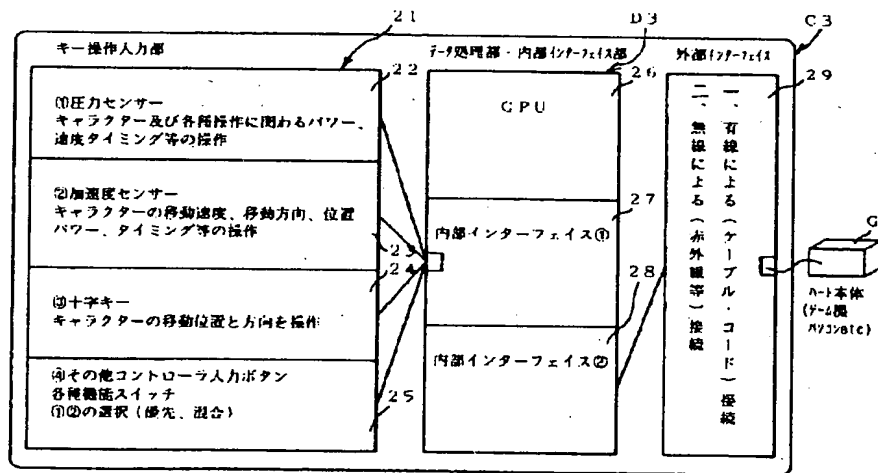 21
D3
C3
キー操作入力部
データ処理部・内部インターフェイス部
外部インターフェイス
22
①圧力センサー
キャラクター及び各種操作に関わるパワー、
速度タイミング等の操作
②加速度センサー
キャラクターの移動速度、移動方向、位置
パワー、タイミング等の操作
23
24
③十字キー
キャラクターの移動位置と方向を操作
④その他コントローラ入力ボタン
各種機能スイッチ
①②の選択(優先、混合)
25
26
GPU
27
内部インターフェイス①
28
内部インターフェイス②
29
一、有線による(ケーブル・コード)接続
二、無線による(赤外線等)接続
G
ハート本体
(ゲーム機
パソコンetc)